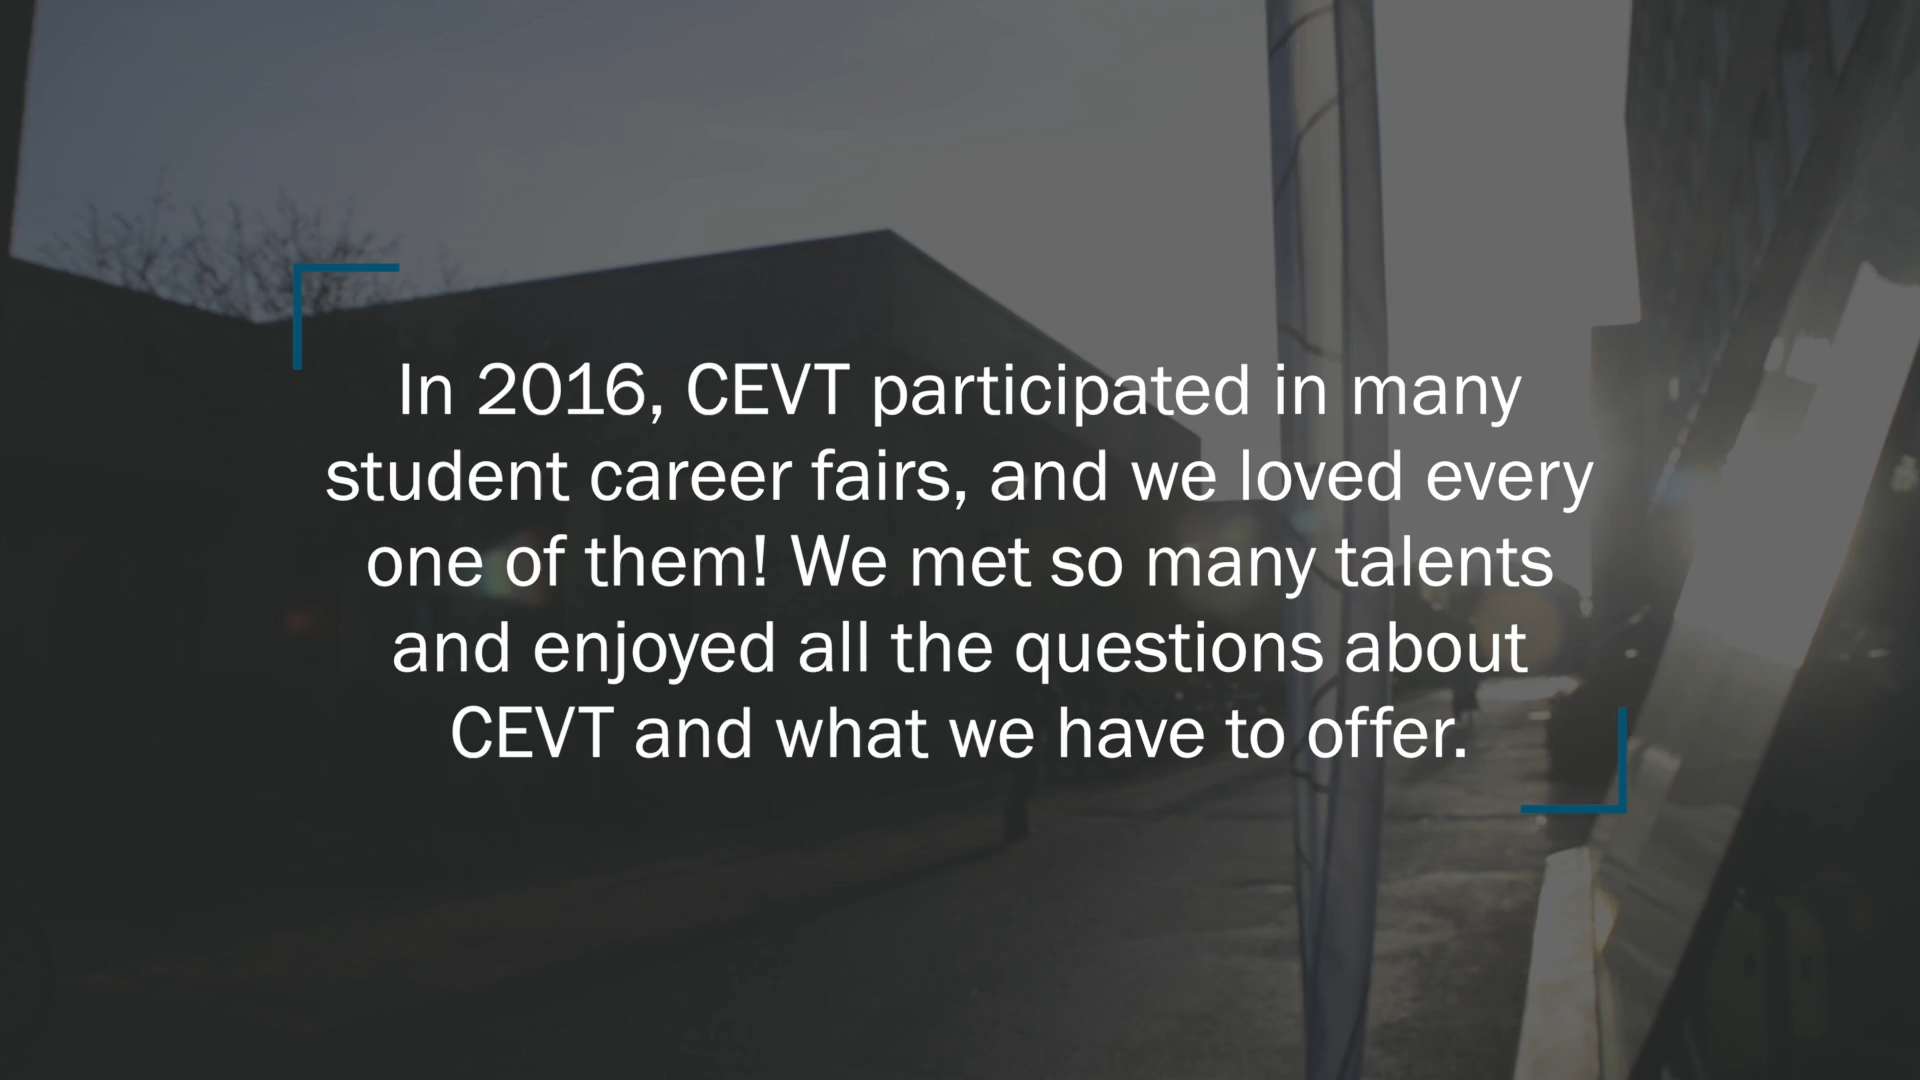 In 2016, CEVT participated in many
student career fairs, and we loved every
one of them! We met so many talents
and enjoyed all the questions about
CEVT and what we have to offer.